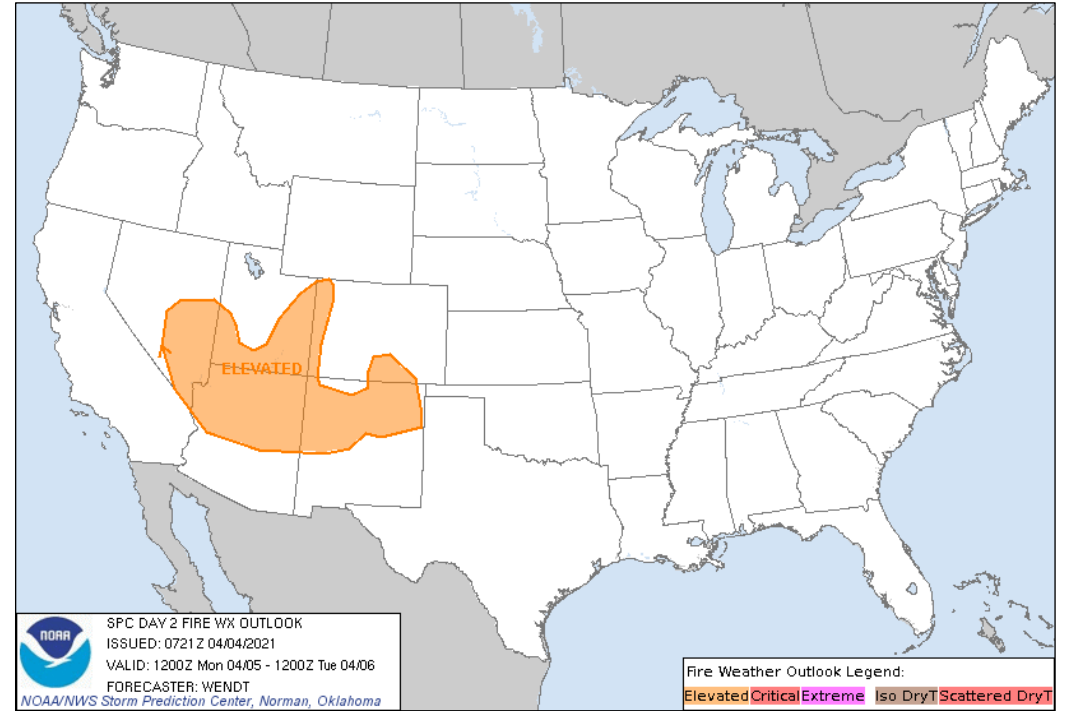 ELEVATED
NOAA
SPC DAY 2 FIRE WX OUTLOOK
ISSUED: 0721Z 04/04/2021
VALID: 1200Z Mon 04/05 - 1200Z Tue 04/06
FORECASTER: WENDT
NOAA/NWS Storm Prediction Center, Norman, Oklahoma
Fire Weather Outlook Legend:
Elevated Critical Extreme Iso DryT Scattered DryT